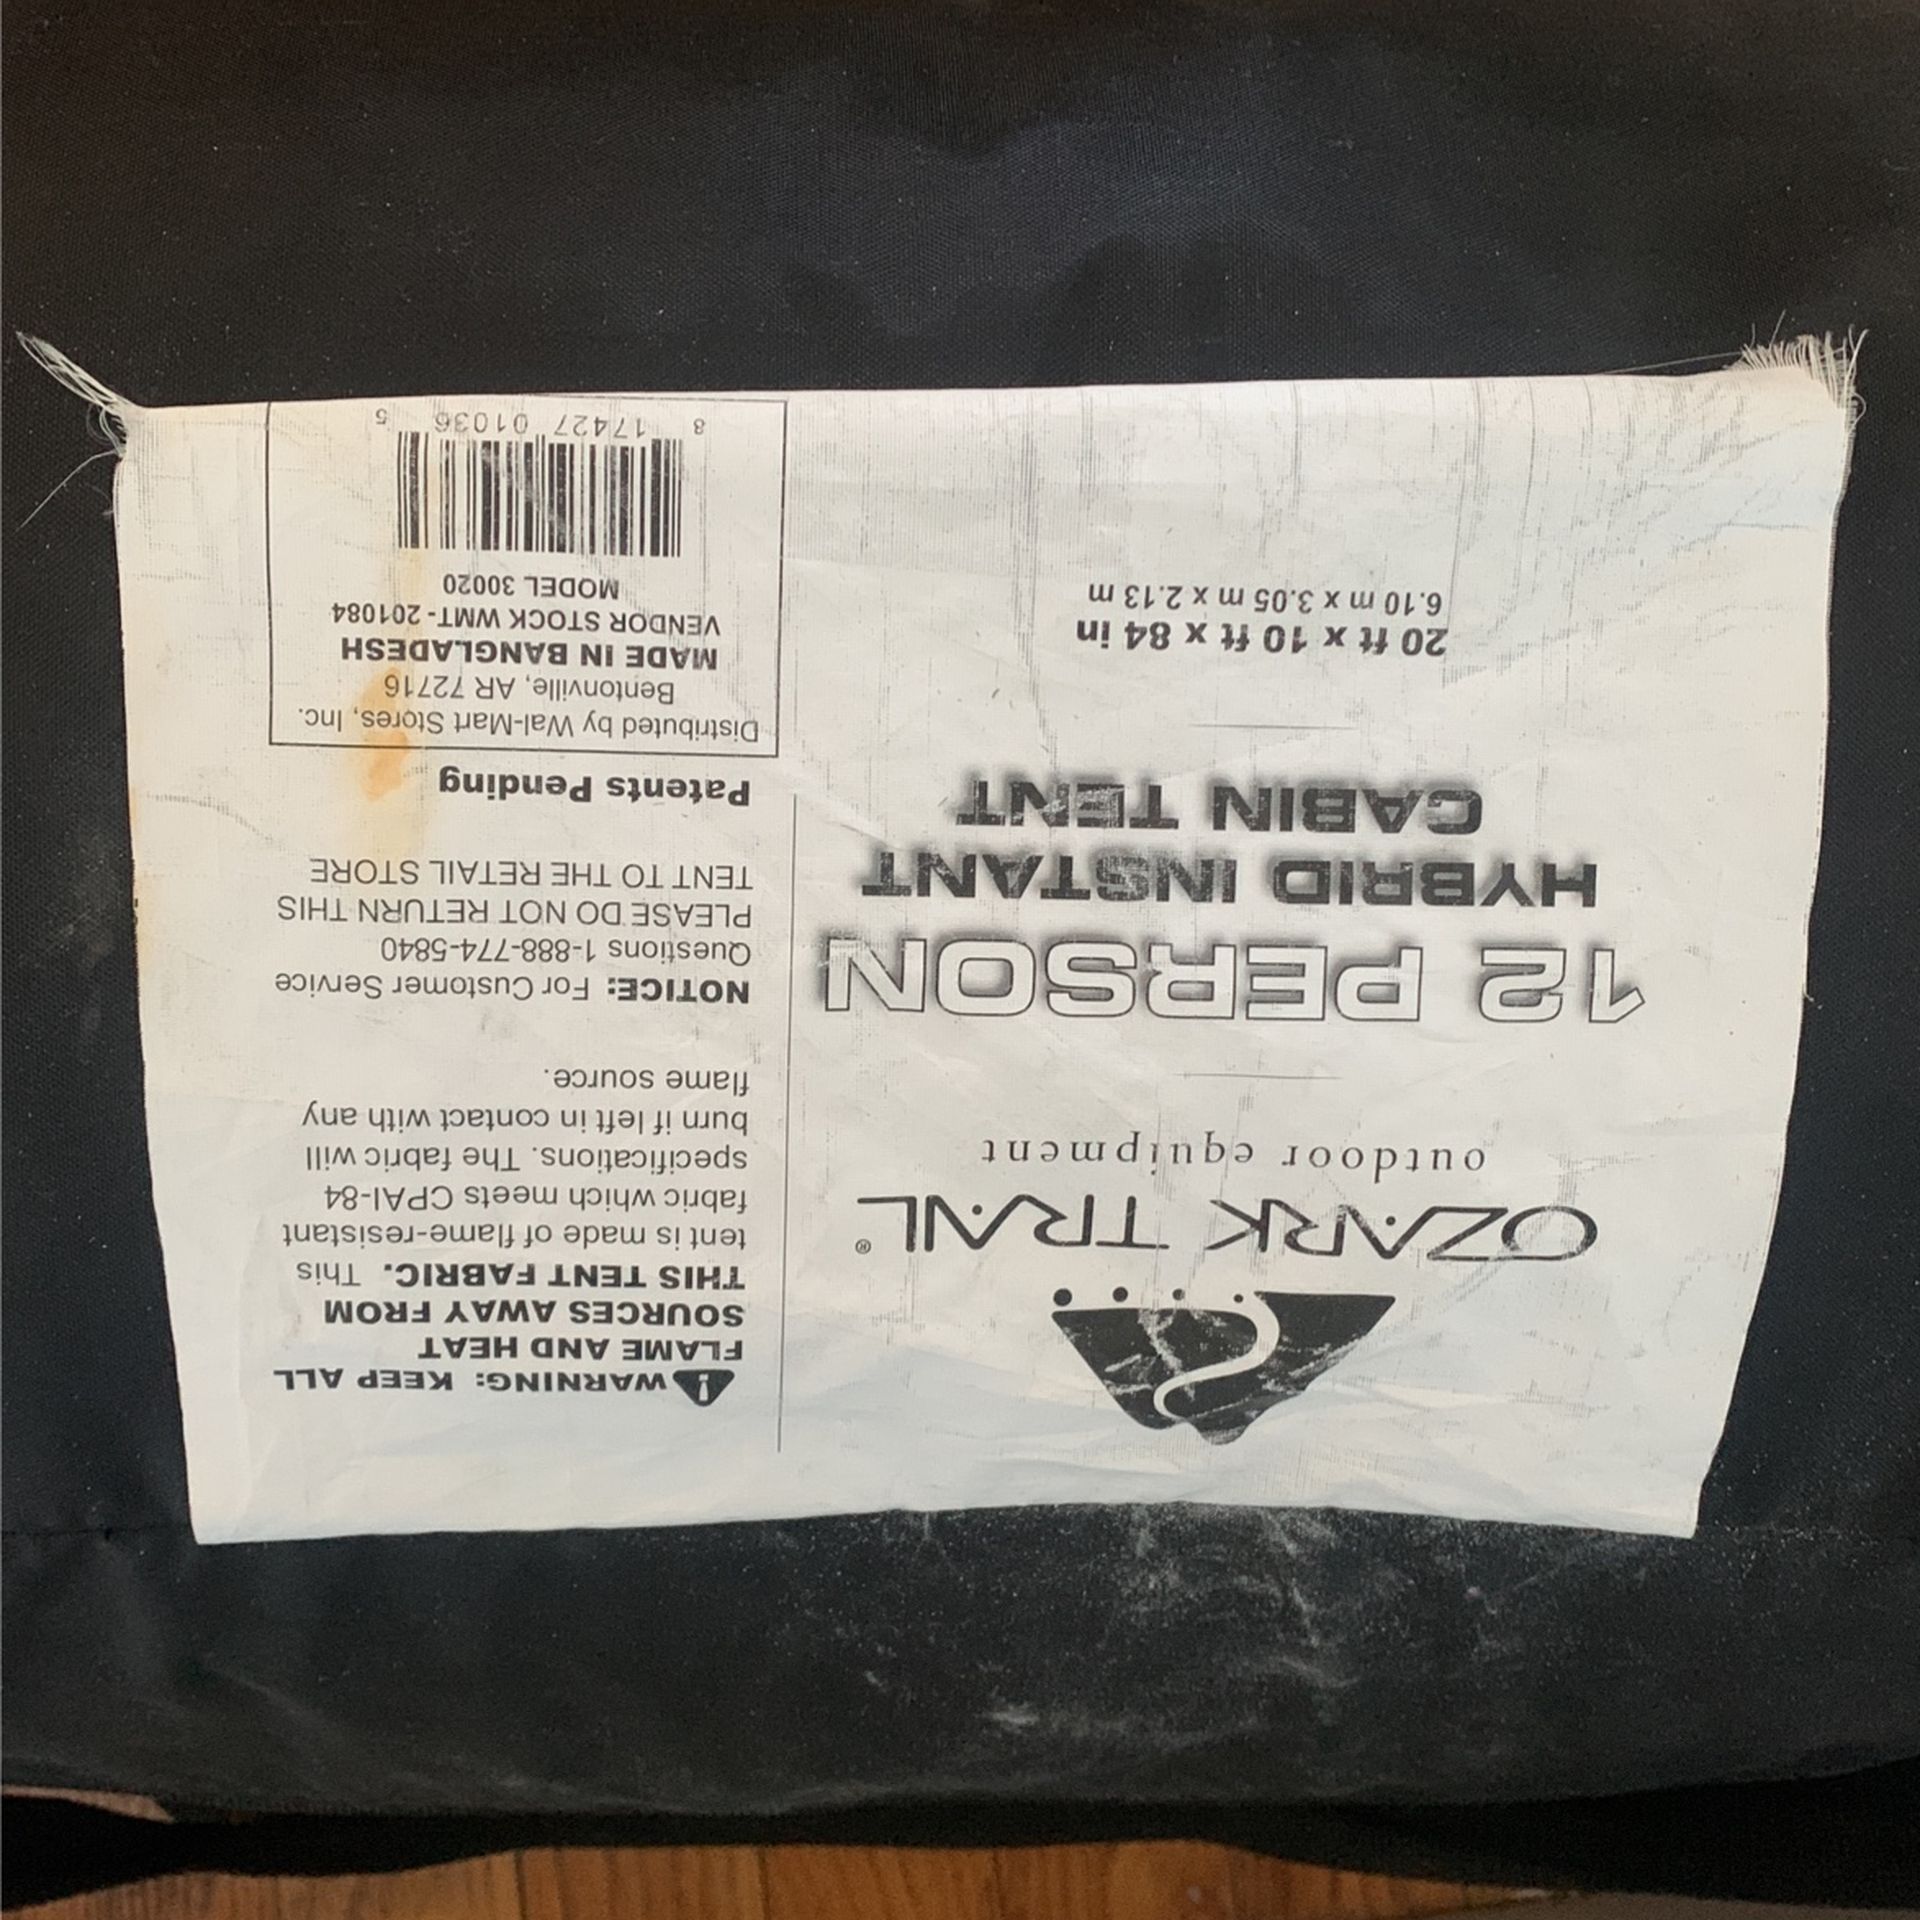 OZARK TRAIL®
outdoor equipment
12 PERSON
HYBRID INSTANT
CABIN TENT
20 ft x 10 ft x 84 in
6.10 m x 3.05 m x 2.13 m
WARNING: KEEP ALL
FLAME AND HEAT
SOURCES AWAY FROM
THIS TENT FABRIC. This
tent is made of flame-resistant
fabric which meets CPAI-84
specifications. The fabric will
burn if left in contact with any
flame source.
NOTICE: For Customer Service
Questions 1-888-774-5840
PLEASE DO NOT RETURN THIS
TENT TO THE RETAIL STORE
Patents Pending
Distributed by Wal-Mart Stores, Inc.
Bentonville, AR 72716
MADE IN BANGLADESH
VENDOR STOCK WMT-201084
MODEL 30020
8 17427 01036 5